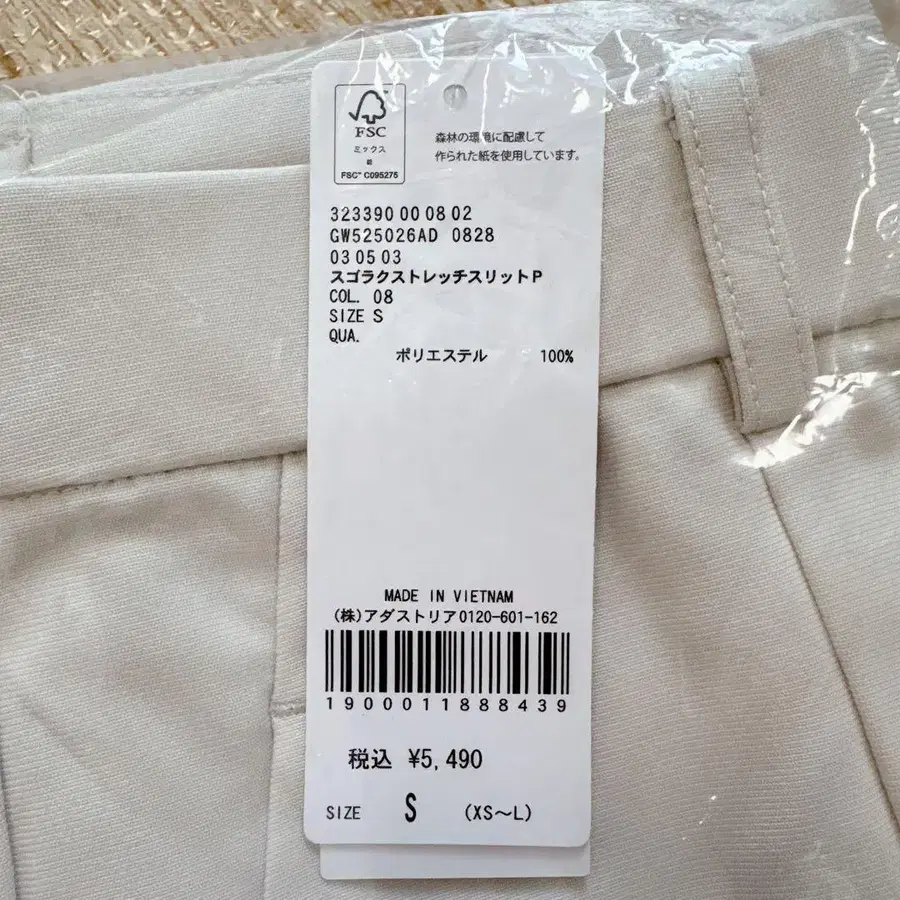 FSC
ミックス
紙
FSC™ C095275
森林の環境に配慮して
作られた紙を使用しています。
323390 00 08 02
GW525026AD 0828
03 05 03
スゴラクストレッチスリットP
COL. 08
SIZE S
QUA.
ポリエステル 100%
MADE IN VIETNAM
(株)アダストリア0120-601-162
1900011888439
税込 ¥5,490
SIZE S (XS〜L)